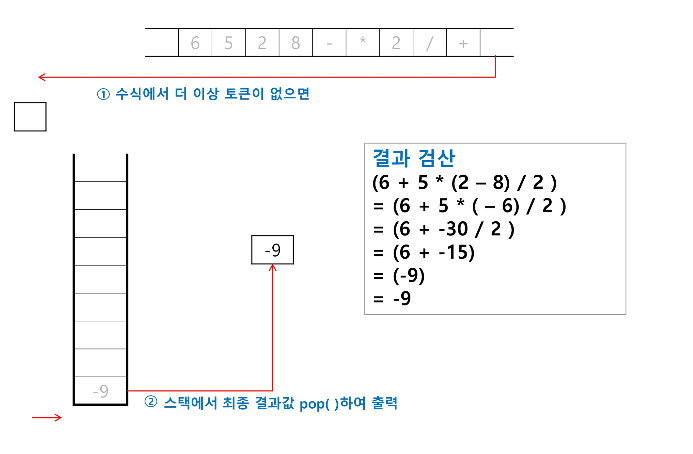 6 5 2 8 - * 2 / +
① 수식에서 더 이상 토큰이 없으면
결과 검산
(6 + 5 * (2 – 8) / 2 )
= (6 + 5 * ( – 6) / 2 )
= (6 + -30 / 2 )
= (6 + -15)
= (-9)
= -9
-9
-9
② 스택에서 최종 결과값 pop( )하여 출력